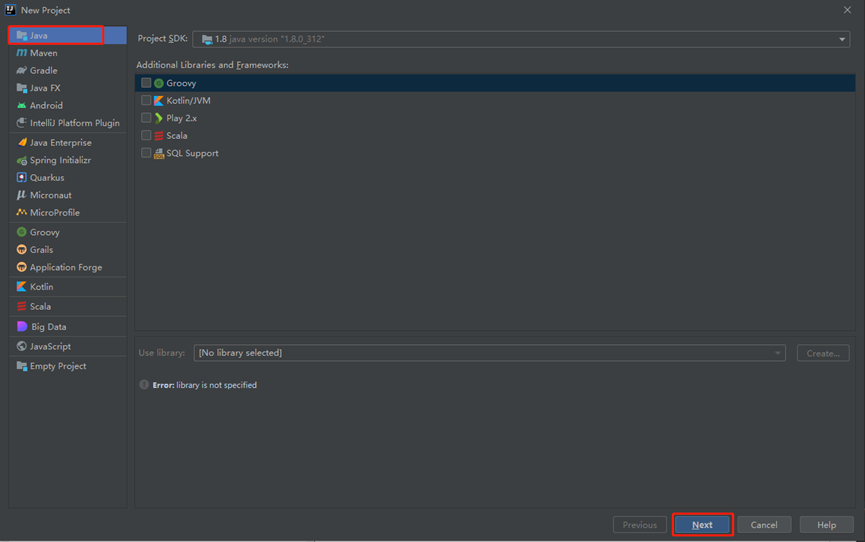 New Project
Java
Maven
Gradle
Java FX
Android
IntelliJ Platform Plugin
Java Enterprise
Spring Initializr
Quarkus
Micronaut
MicroProfile
Groovy
Grails
Application Forge
Kotlin
Scala
Big Data
JavaScript
Empty Project
Project SDK: 1.8 java version "1.8.0_312"
Additional Libraries and Frameworks:
Groovy
Kotlin/JVM
Play 2.x
Scala
SQL Support
Use library: [No library selected] Create...
Error: library is not specified
Previous Next Cancel Help